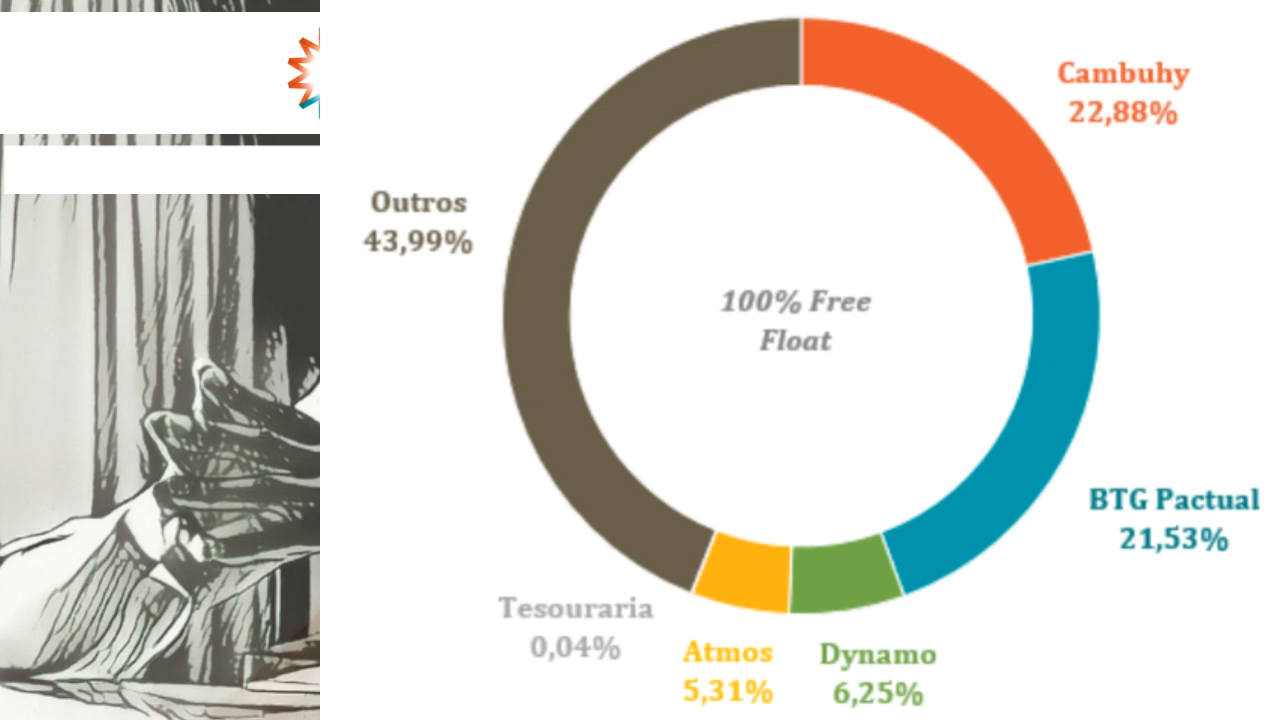 Cambuhy
22,88%
Outros
43,99%
100% Free
Float
BTG Pactual
21,53%
Tesouraria
0,04%
Atmos
5,31%
Dynamo
6,25%